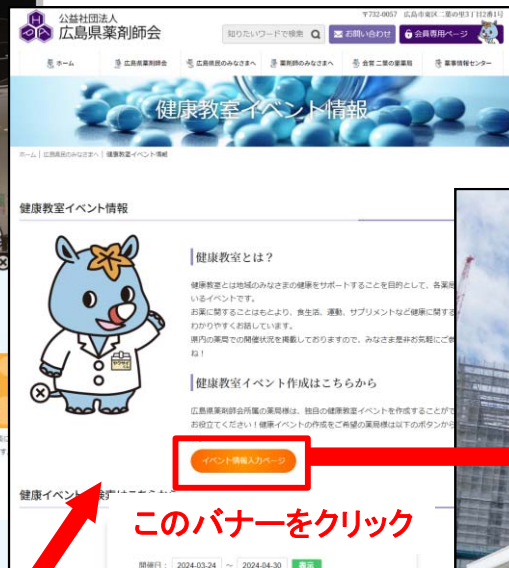 公益社団法人
広島県薬剤師会
〒732-0057 広島市東区二葉の里3丁目2番1号
知りたいワードで検索
お問い合わせ
会員専用ページ
ホーム
広島県薬剤師会
広島県民のみなさまへ
薬剤師のみなさまへ
会営 二葉の里薬局
薬事情報センター
健康教室イベント情報
ホーム | 広島県民のみなさまへ | 健康教室イベント情報
健康教室イベント情報
健康教室とは？
健康教室とは地域のみなさまの健康をサポートすることを目的として、各薬局
いるイベントです。
お薬に関することはもとより、食生活、運動、サプリメントなど健康に関する
わかりやすくお話しています。
県内の薬局での開催状況を掲載しておりますので、みなさま是非お気軽にご参
ね！
健康教室イベント作成はこちらから
広島県薬剤師会所属の薬局様は、独自の健康教室イベントを作成することがで
お役立てください！健康イベントの作成をご希望の薬局様は以下のボタンから
イベント情報入力ページ
健康イベント
はこちらから
このバナーをクリック
開催日： 2024-03-24 ～ 2024-04-30 表示